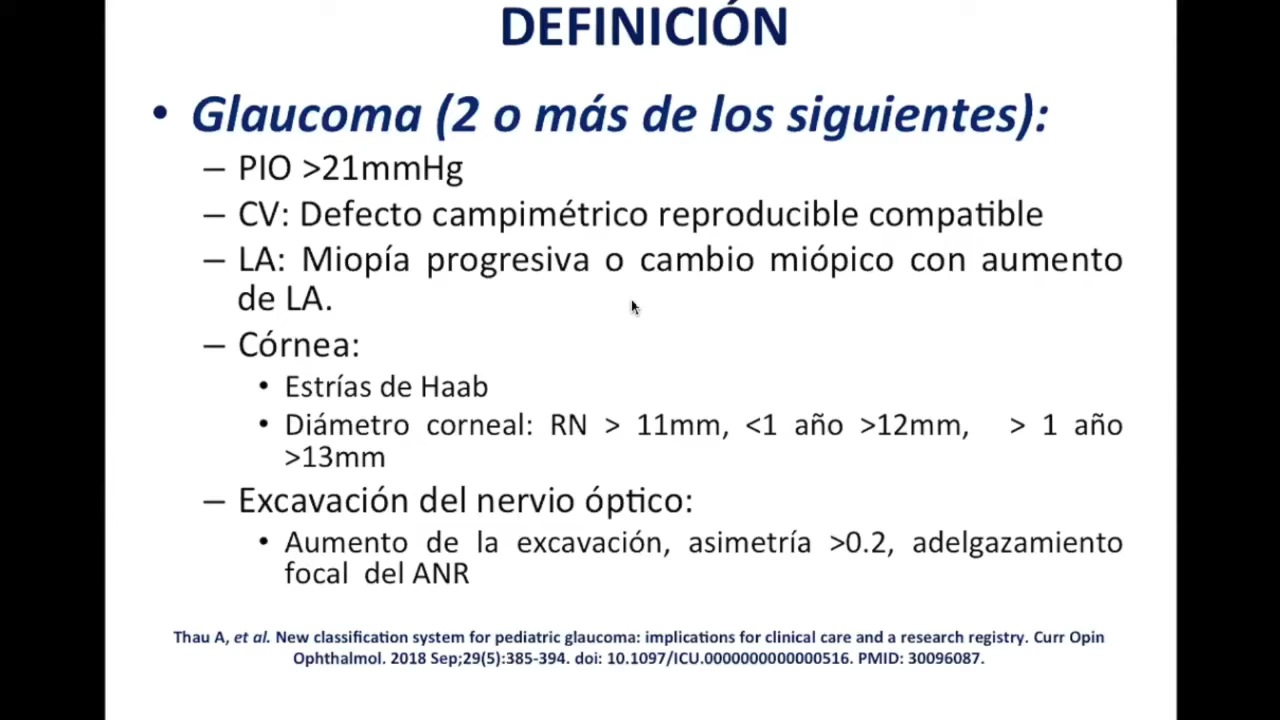 DEFINICIÓN
• Glaucoma (2 o más de los siguientes):
– PIO >21mmHg
– CV: Defecto campimétrico reproducible compatible
– LA: Miopía progresiva o cambio miópico con aumento
de LA.
– Córnea:
• Estrías de Haab
• Diámetro corneal: RN > 11mm, <1 año >12mm, > 1 año
>13mm
– Excavación del nervio óptico:
• Aumento de la excavación, asimetría >0.2, adelgazamiento
focal del ANR
Thau A, et al. New classification system for pediatric glaucoma: implications for clinical care and a research registry. Curr Opin
Ophthalmol. 2018 Sep;29(5):385-394. doi: 10.1097/ICU.0000000000000516. PMID: 30096087.